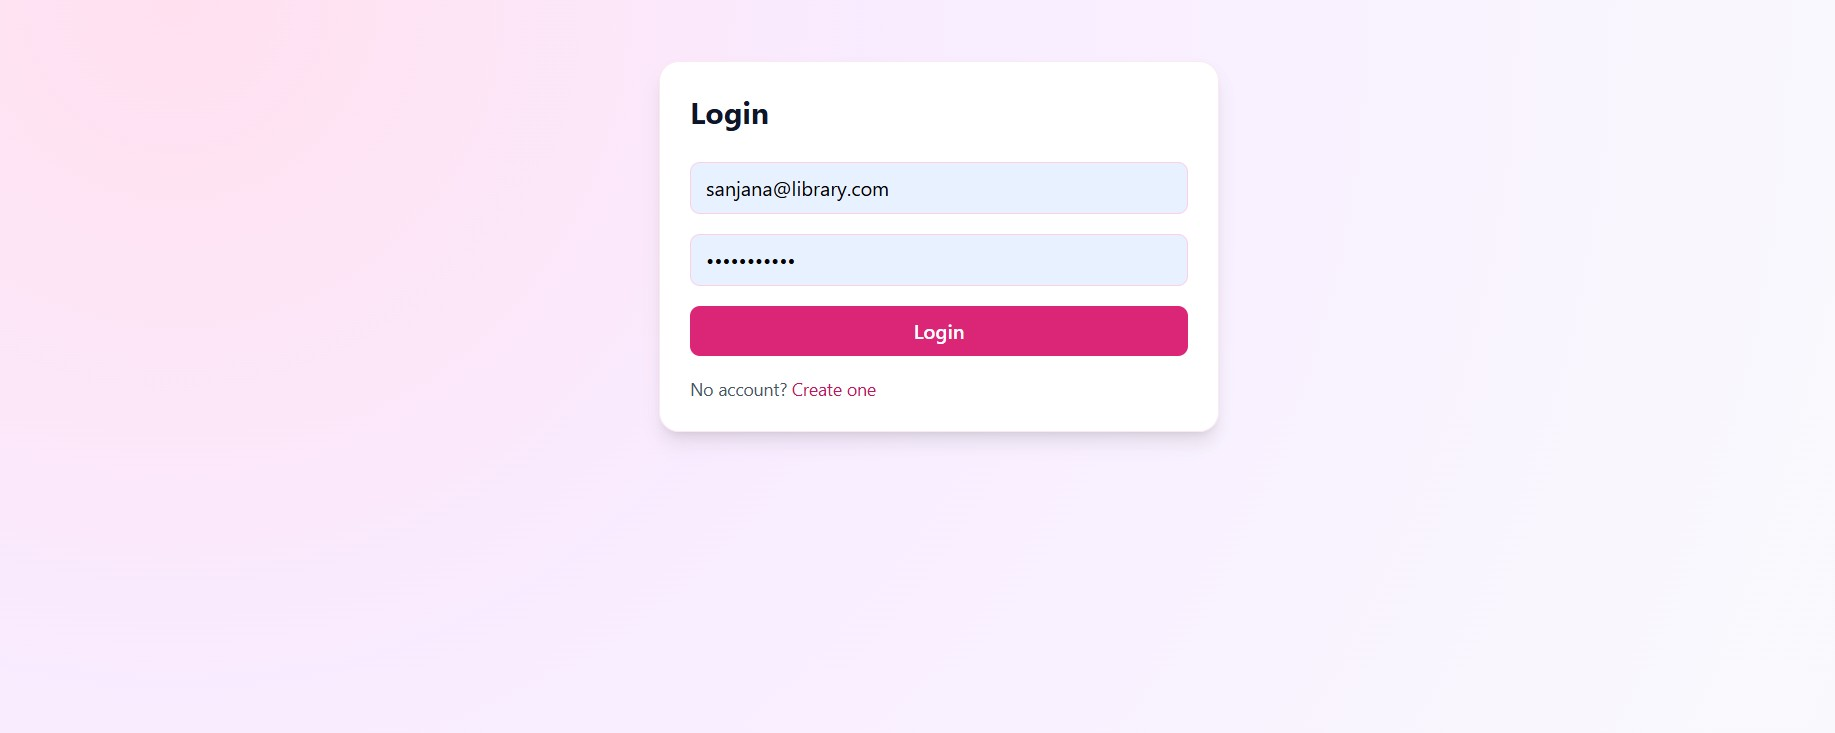 Login
sanjana@library.com
•••••••••••
Login
No account? Create one